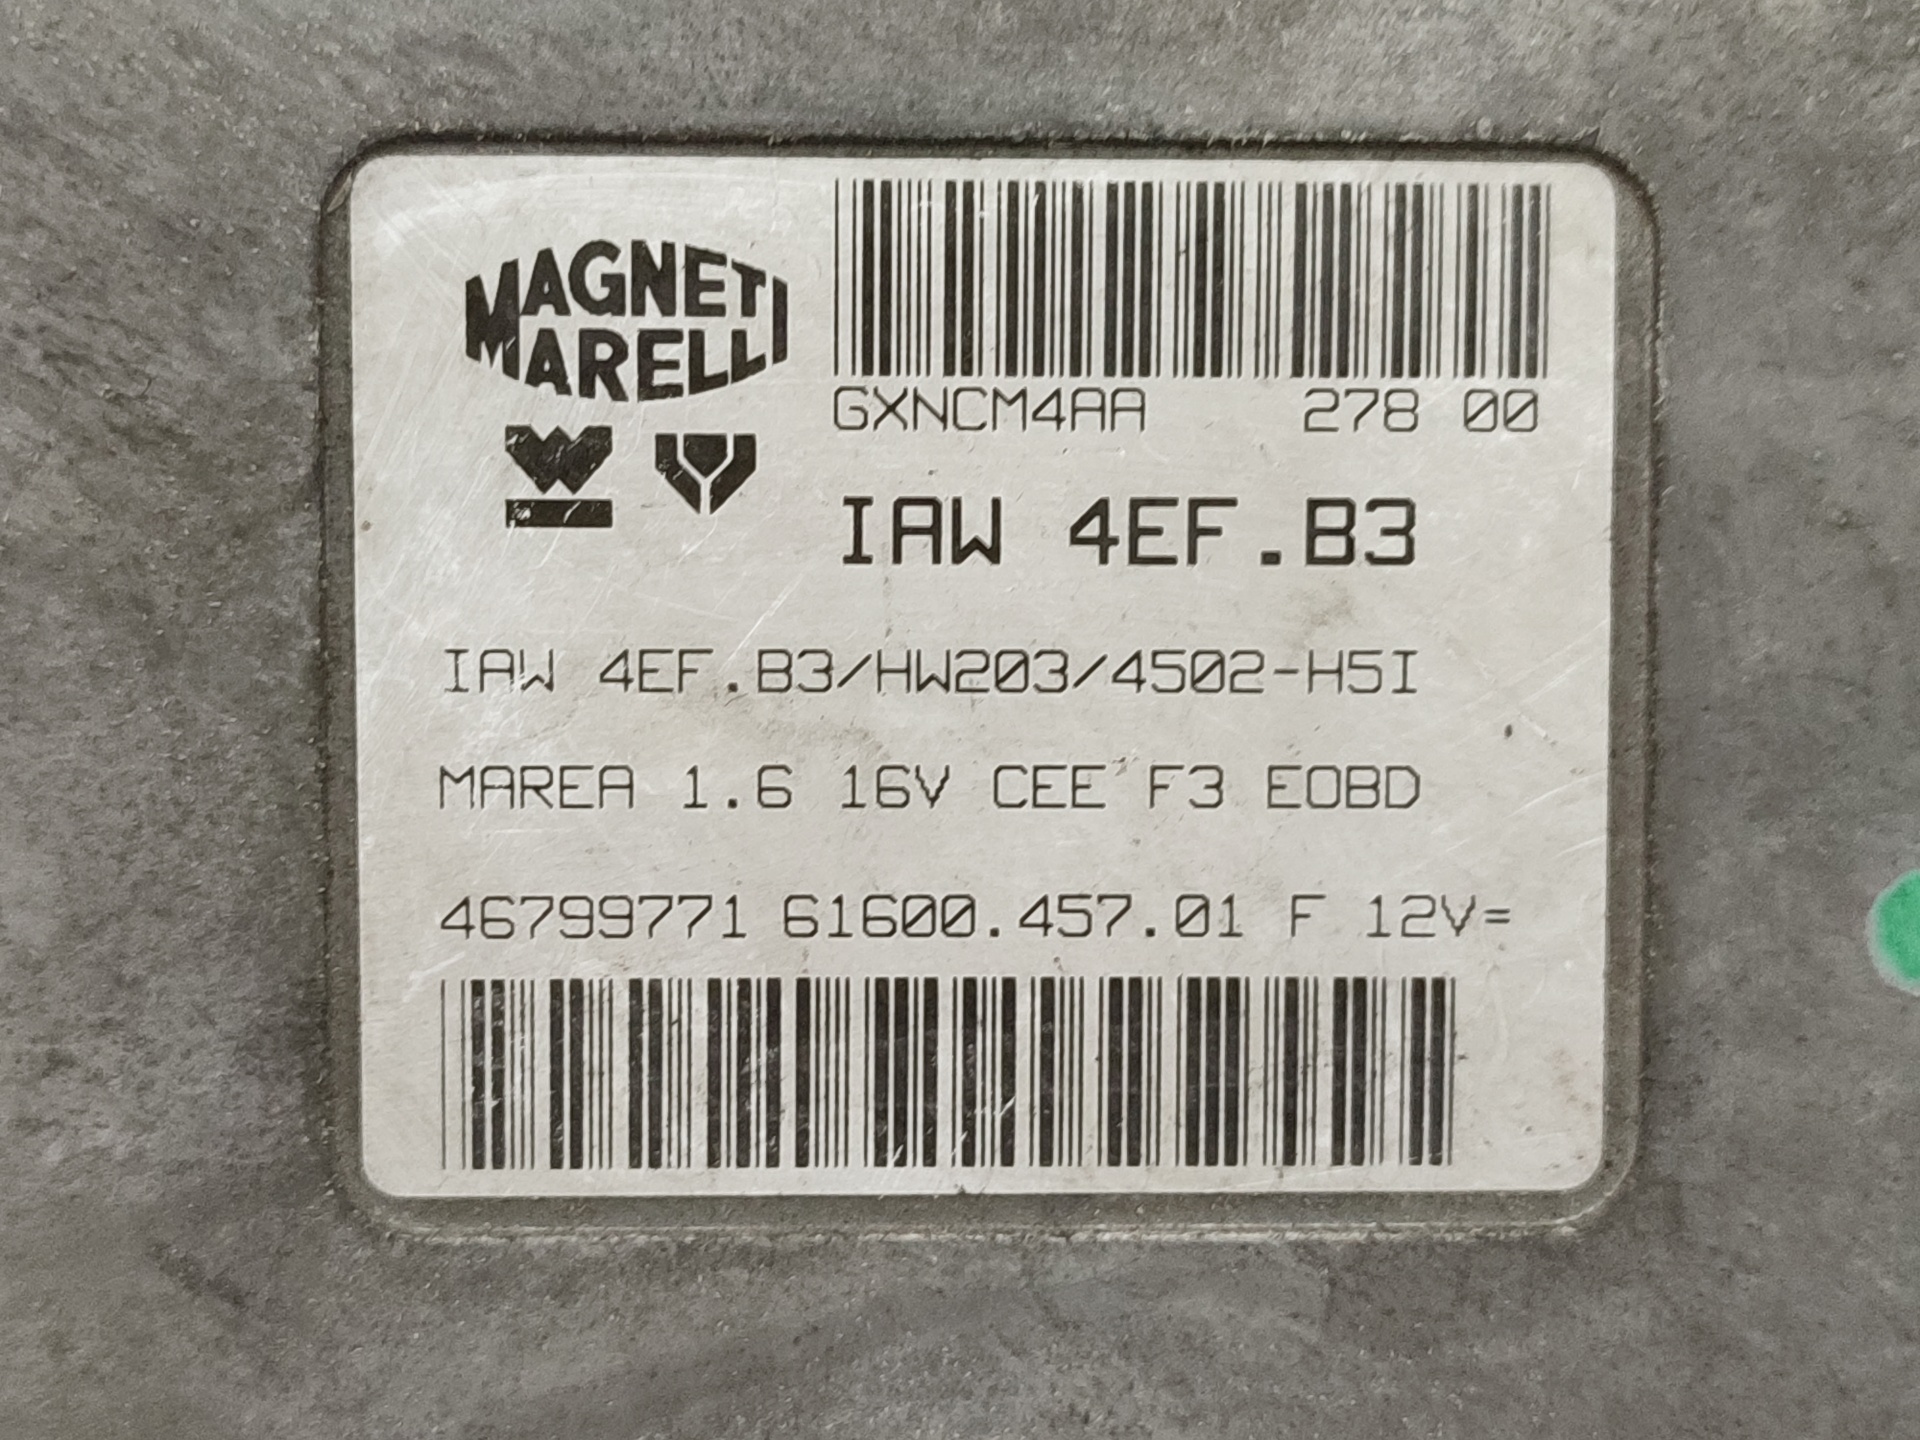 MAGNETI
MARELLI
GXNCM4AA 278 00
IAW 4EF.B3
IAW 4EF.B3/HW203/4502-H5I
MAREA 1.6 16V CEE F3 EOBD
46799771 61600.457.01 F 12V=